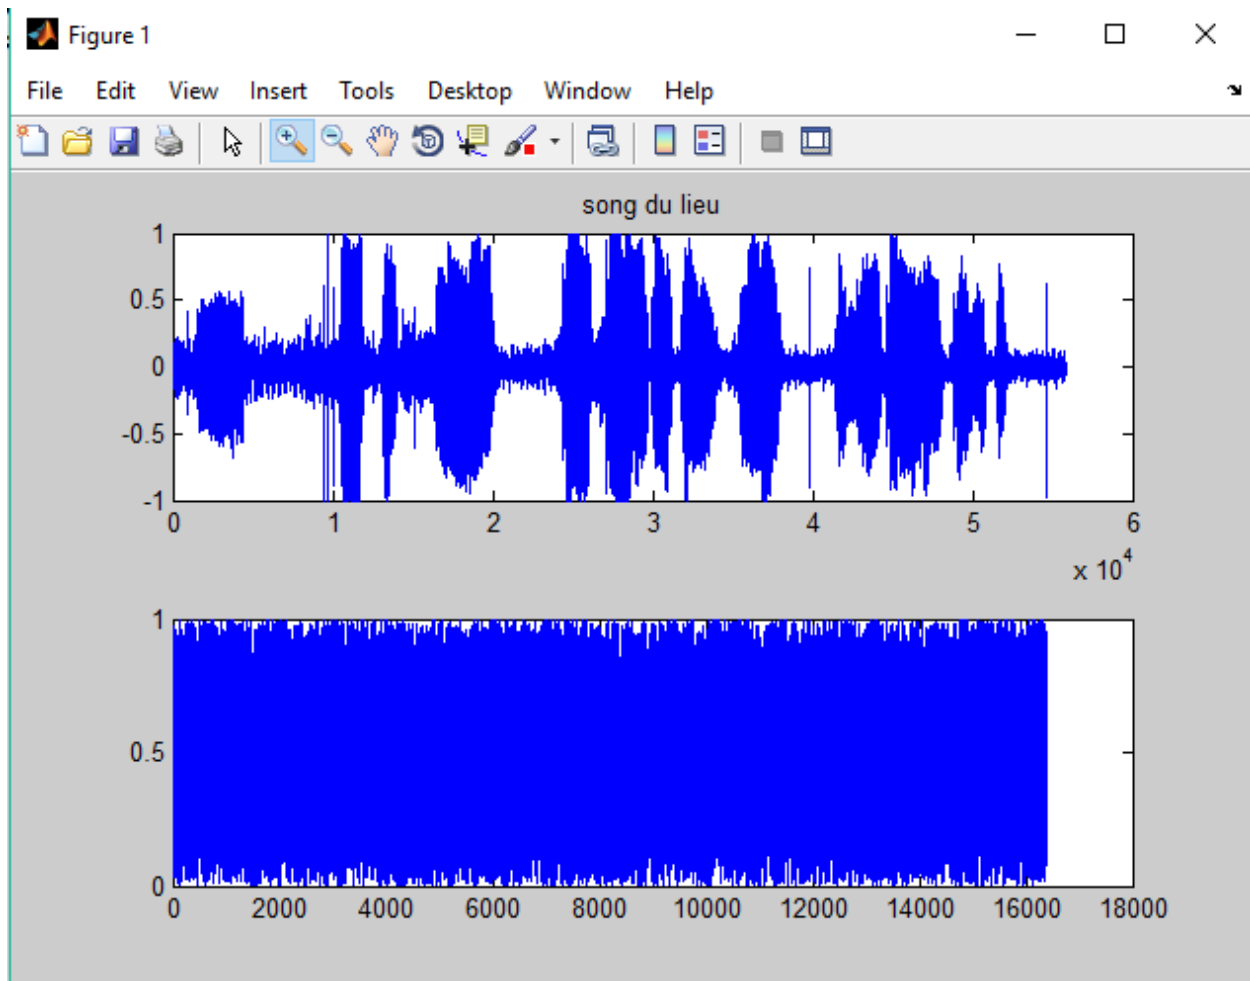 Figure 1
File Edit View Insert Tools Desktop Window Help
song du lieu
1
0.5
0
-0.5
-1
0 1 2 3 4 5 6
x 10^4
1
0.5
0
0 2000 4000 6000 8000 10000 12000 14000 16000 18000